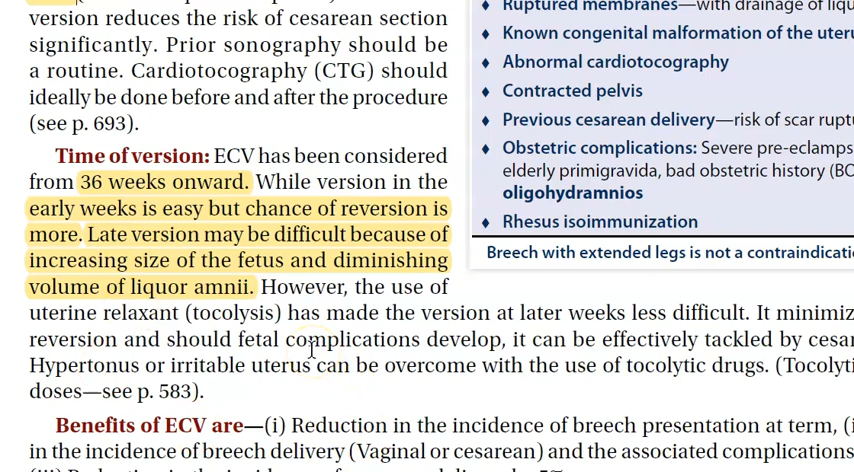 version reduces the risk of cesarean section
significantly. Prior sonography should be
a routine. Cardiotocography (CTG) should
ideally be done before and after the procedure
(see p. 693).
Time of version: ECV has been considered
from 36 weeks onward. While version in the
early weeks is easy but chance of reversion is
more. Late version may be difficult because of
increasing size of the fetus and diminishing
volume of liquor amnii. However, the use of
uterine relaxant (tocolysis) has made the version at later weeks less difficult. It minimiz
reversion and should fetal complications develop, it can be effectively tackled by cesar
Hypertonus or irritable uterus can be overcome with the use of tocolytic drugs. (Tocolyti
doses—see p. 583).
Benefits of ECV are—(i) Reduction in the incidence of breech presentation at term, (i
in the incidence of breech delivery (Vaginal or cesarean) and the associated complications
♦ Ruptured membranes—with drainage of liqu
♦ Known congenital malformation of the uteru
♦ Abnormal cardiotocography
♦ Contracted pelvis
♦ Previous cesarean delivery—risk of scar ruptu
♦ Obstetric complications: Severe pre-eclamps
elderly primigravida, bad obstetric history (BO
oligohydramnios
♦ Rhesus isoimmunization
Breech with extended legs is not a contraindicatio